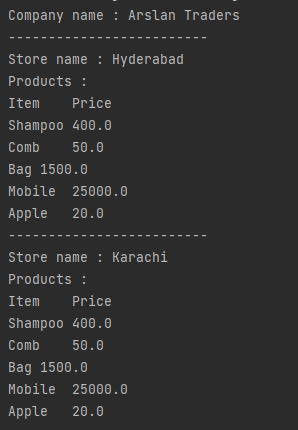 Company name : Arslan Traders
-------------------------
Store name : Hyderabad
Products :
Item    Price
Shampoo 400.0
Comb    50.0
Bag 1500.0
Mobile  25000.0
Apple   20.0
-------------------------
Store name : Karachi
Products :
Item    Price
Shampoo 400.0
Comb    50.0
Bag 1500.0
Mobile  25000.0
Apple   20.0